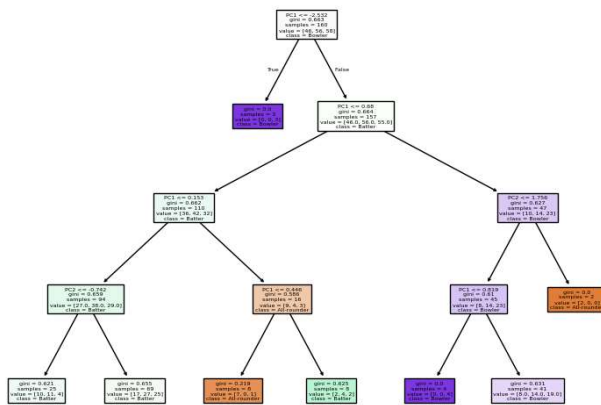 PC1 <= -2.532
gini = 0.663
samples = 160
value = [46, 56, 58]
class = Bowler
True
False
gini = 0.0
samples = 3
value = [0, 0, 3]
class = Bowler
PC1 <= 0.68
gini = 0.664
samples = 157
value = [46.0, 56.0, 55.0]
class = Batter
PC1 <= 0.153
gini = 0.662
samples = 110
value = [36, 42, 32]
class = Batter
PC2 <= 1.756
gini = 0.627
samples = 47
value = [10, 14, 23]
class = Bowler
PC2 <= -0.742
gini = 0.659
samples = 94
value = [27.0, 38.0, 29.0]
class = Batter
PC1 <= 0.446
gini = 0.586
samples = 16
value = [9, 4, 3]
class = All-rounder
PC1 <= 0.819
gini = 0.61
samples = 45
value = [8, 14, 23]
class = Bowler
gini = 0.0
samples = 2
value = [2, 0, 0]
class = All-rounder
gini = 0.621
samples = 25
value = [10, 11, 4]
class = Batter
gini = 0.655
samples = 69
value = [17, 27, 25]
class = Batter
gini = 0.219
samples = 8
value = [7, 0, 1]
class = All-rounder
gini = 0.625
samples = 8
value = [2, 4, 2]
class = Batter
gini = 0.0
samples = 4
value = [0, 0, 4]
class = Bowler
gini = 0.631
samples = 41
value = [8.0, 14.0, 19.0]
class = Bowler